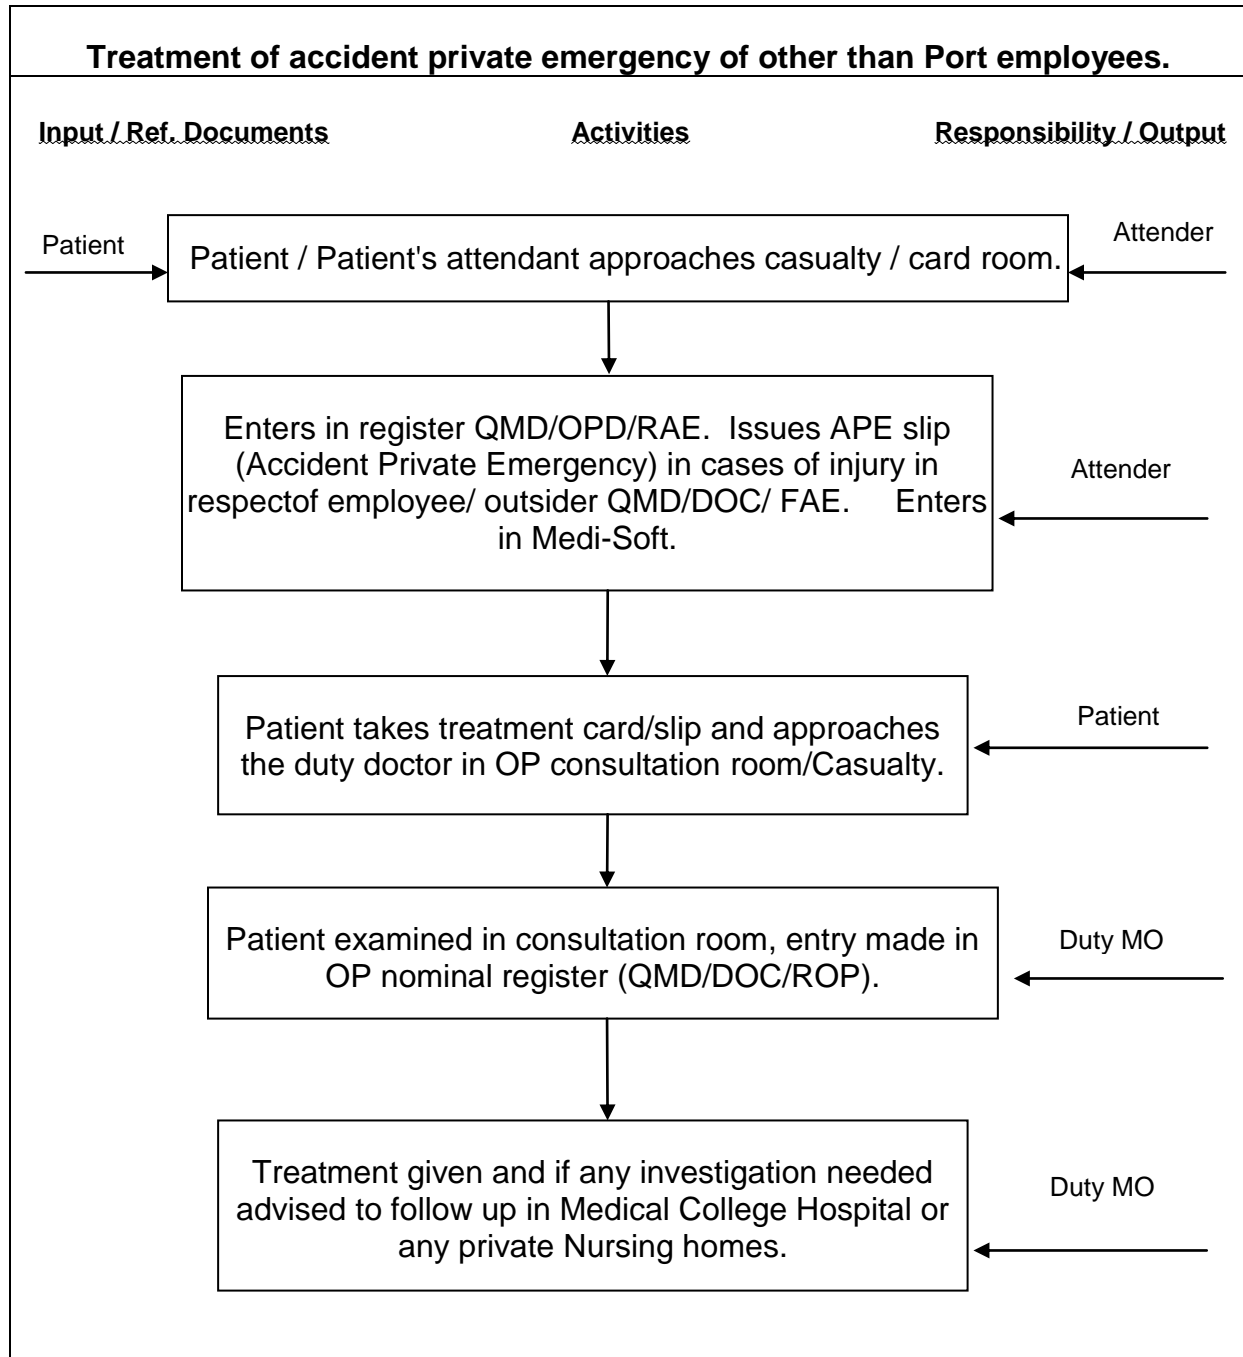 Treatment of accident private emergency of other than Port employees.
Input / Ref. Documents Activities Responsibility / Output
Patient
Attender
Patient / Patient's attendant approaches casualty / card room.
Enters in register QMD/OPD/RAE. Issues APE slip
(Accident Private Emergency) in cases of injury in
respectof employee/ outsider QMD/DOC/ FAE. Enters
in Medi-Soft.
Attender
Patient takes treatment card/slip and approaches
the duty doctor in OP consultation room/Casualty.
Patient
Patient examined in consultation room, entry made in
OP nominal register (QMD/DOC/ROP).
Duty MO
Treatment given and if any investigation needed
advised to follow up in Medical College Hospital or
any private Nursing homes.
Duty MO